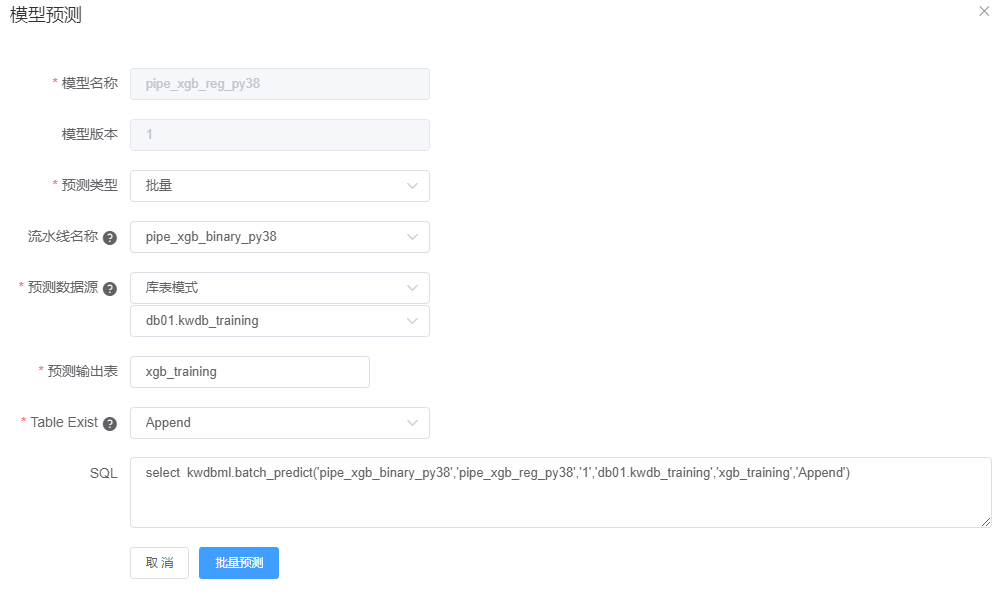 模型预测
* 模型名称 pipe_xgb_reg_py38
模型版本 1
* 预测类型 批量
流水线名称 ? pipe_xgb_binary_py38
* 预测数据源 ? 库表模式
db01.kwdb_training
* 预测输出表 xgb_training
* Table Exist ? Append
SQL select  kwdbml.batch_predict('pipe_xgb_binary_py38','pipe_xgb_reg_py38','1','db01.kwdb_training','xgb_training','Append')
取 消 批量预测